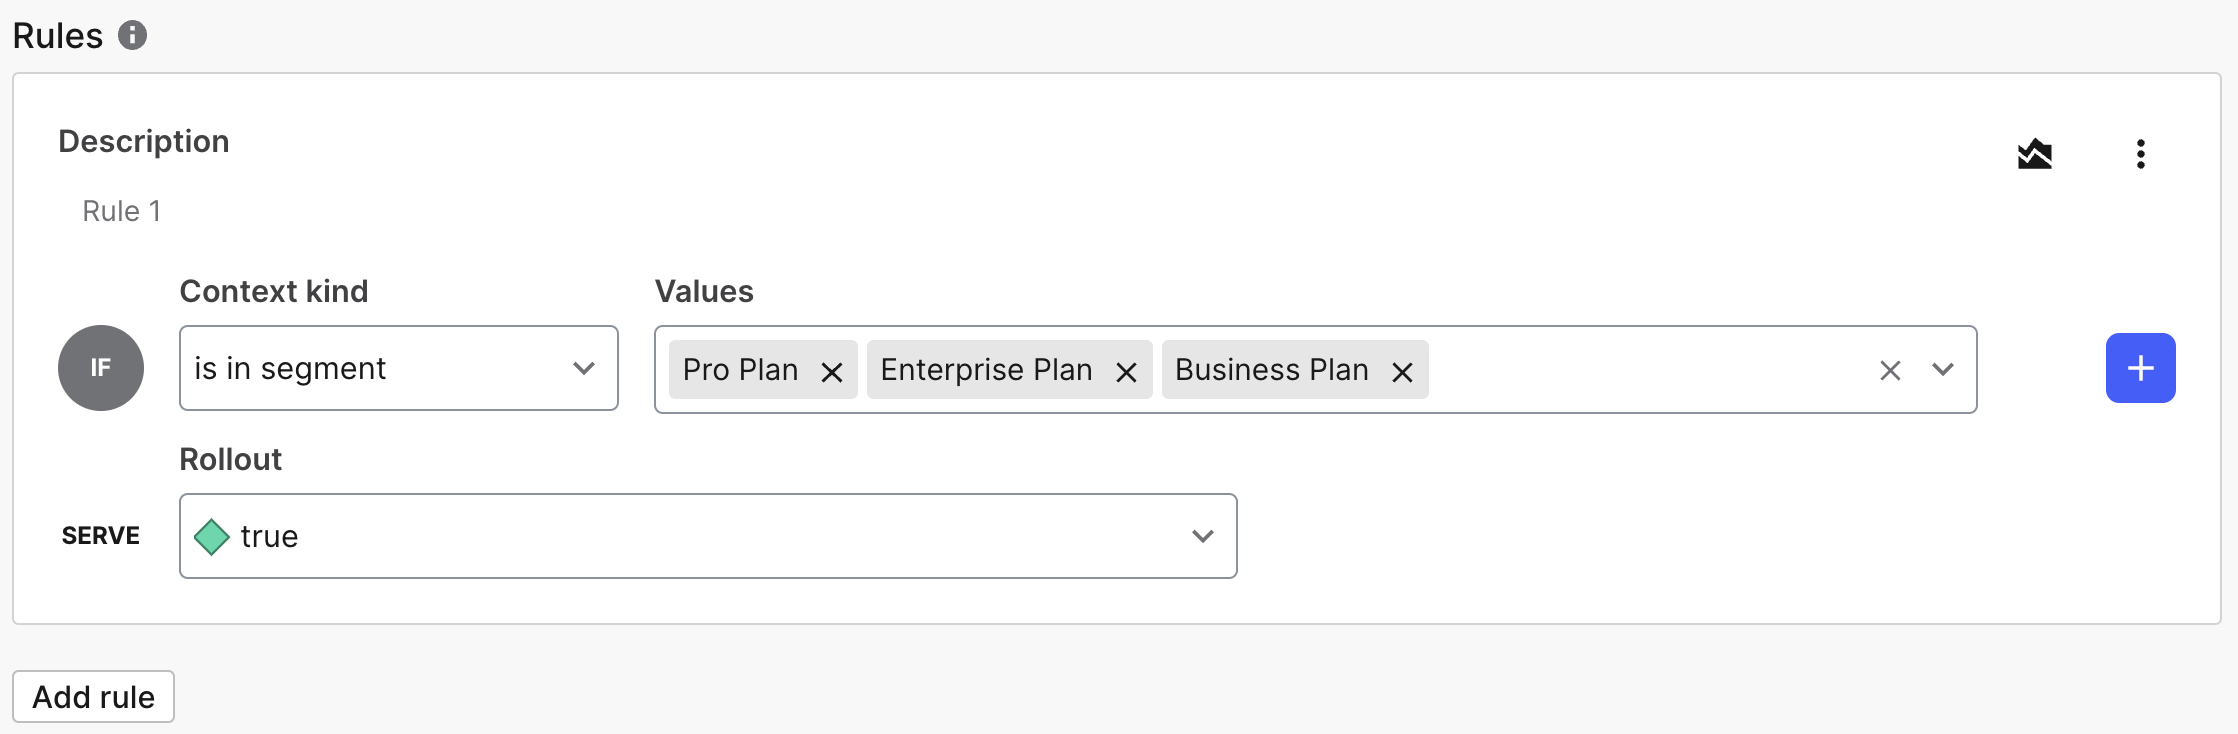 Rules
Description
Rule 1
Context kind
Values
IF
is in segment
Pro Plan
Enterprise Plan
Business Plan
Rollout
SERVE
true
Add rule